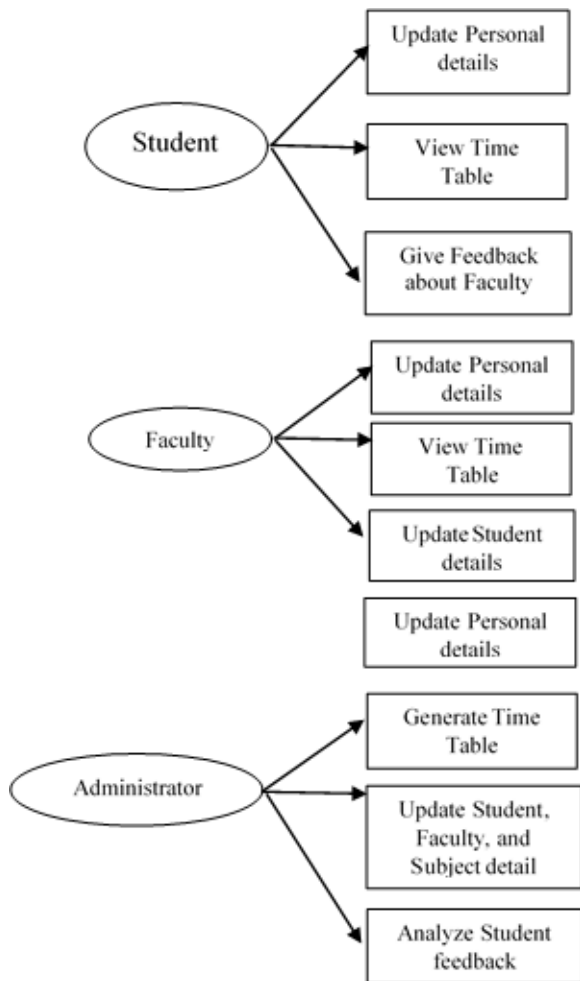 Student
Update Personal
details
View Time
Table
Give Feedback
about Faculty
Faculty
Update Personal
details
View Time
Table
Update Student
details
Update Personal
details
Administrator
Generate Time
Table
Update Student,
Faculty, and
Subject detail
Analyze Student
feedback